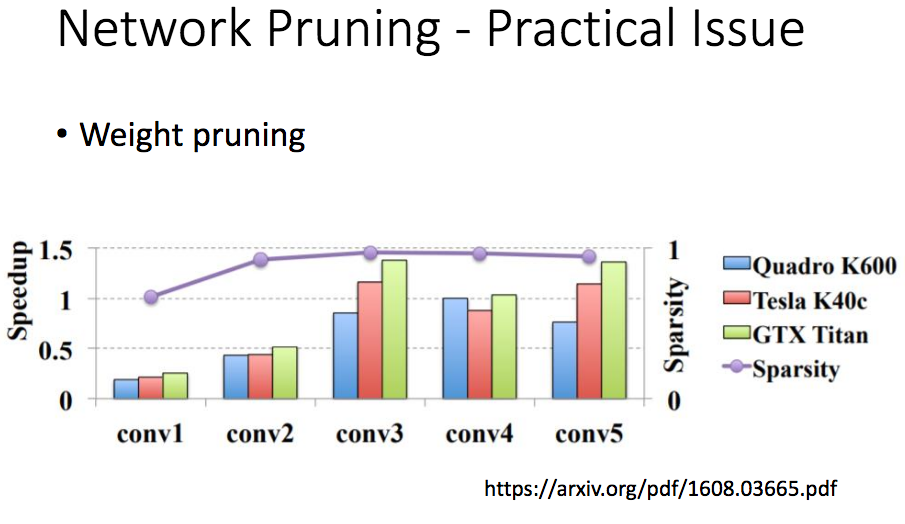 Network Pruning - Practical Issue
• Weight pruning
Speedup
1.5
1
0.5
0
conv1 conv2 conv3 conv4 conv5
1
0
Sparsity
Quadro K600
Tesla K40c
GTX Titan
Sparsity
https://arxiv.org/pdf/1608.03665.pdf